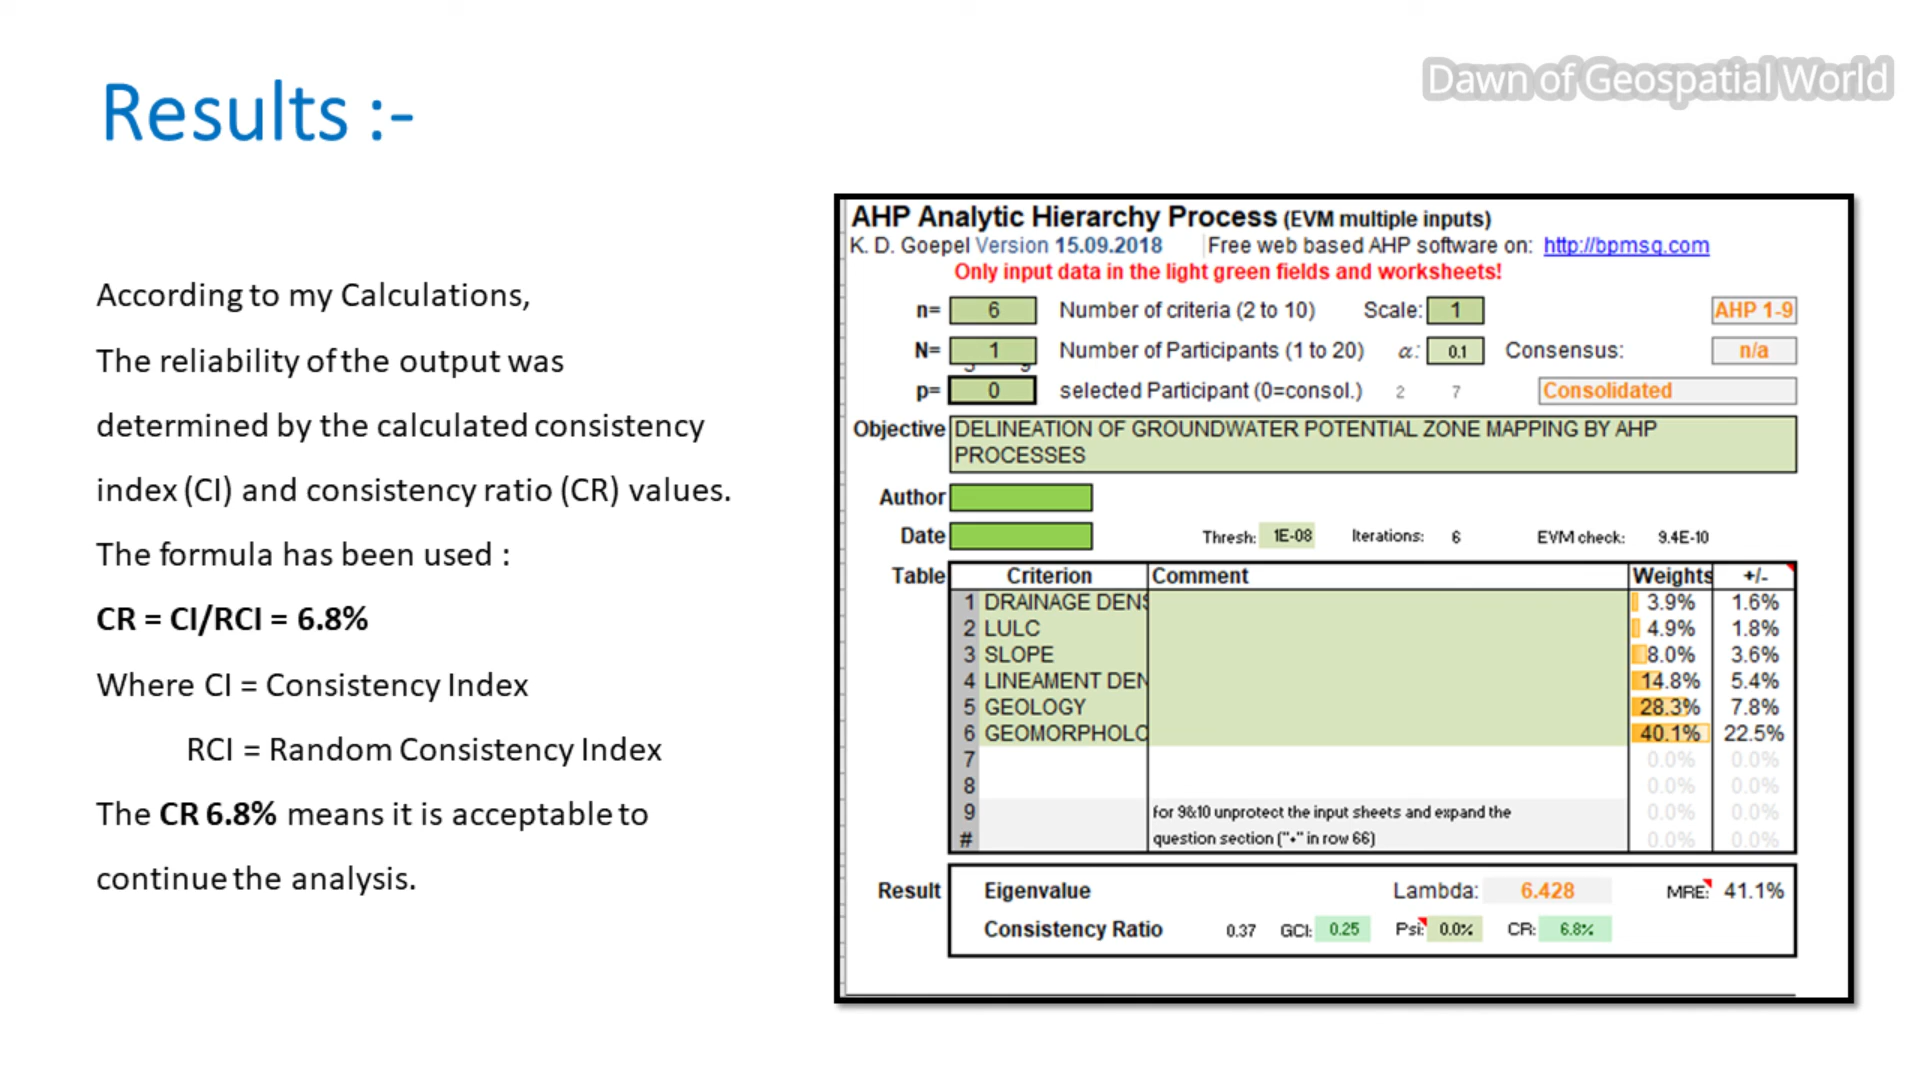 Dawn of Geospatial World
Results :-
According to my Calculations,
The reliability of the output was
determined by the calculated consistency
index (CI) and consistency ratio (CR) values.
The formula has been used :
CR = CI/RCI = 6.8%
Where CI = Consistency Index
RCI = Random Consistency Index
The CR 6.8% means it is acceptable to
continue the analysis.
AHP Analytic Hierarchy Process (EVM multiple inputs)
K. D. Goepel Version 15.09.2018 Free web based AHP software on: http://bpmsg.com
Only input data in the light green fields and worksheets!
n= 6 Number of criteria (2 to 10) Scale: 1 AHP 1-9
N= 1 Number of Participants (1 to 20) α: 0.1 Consensus: n/a
p= 0 selected Participant (0=consol.) 2 7 Consolidated
Objective DELINEATION OF GROUNDWATER POTENTIAL ZONE MAPPING BY AHP
PROCESSES
Author
Date Thresh: 1E-08 Iterations: 6 EVM check: 9.4E-10
Table Criterion Comment Weights +/-
1 DRAINAGE DENS 3.9% 1.6%
2 LULC 4.9% 1.8%
3 SLOPE 8.0% 3.6%
4 LINEAMENT DEN 14.8% 5.4%
5 GEOLOGY 28.3% 7.8%
6 GEOMORPHOLO 40.1% 22.5%
7 0.0% 0.0%
8 0.0% 0.0%
9 for 9&10 unprotect the input sheets and expand the 0.0% 0.0%
# question section ("+" in row 66) 0.0% 0.0%
Result Eigenvalue Lambda: 6.428 MRE: 41.1%
Consistency Ratio 0.37 GCI: 0.25 Psi: 0.0% CR: 6.8%